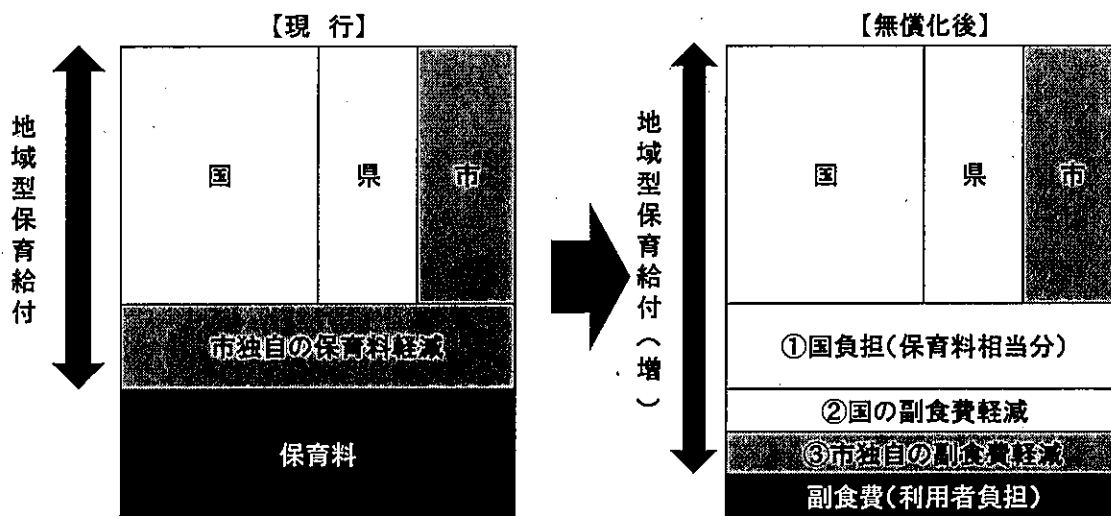 【現 行】
地域型保育給付
国
県
市
市独自の保育料軽減
保育料
【無償化後】
地域型保育給付(増)
国
県
市
①国負担(保育料相当分)
②国の副食費軽減
③市独自の副食費軽減
副食費(利用者負担)